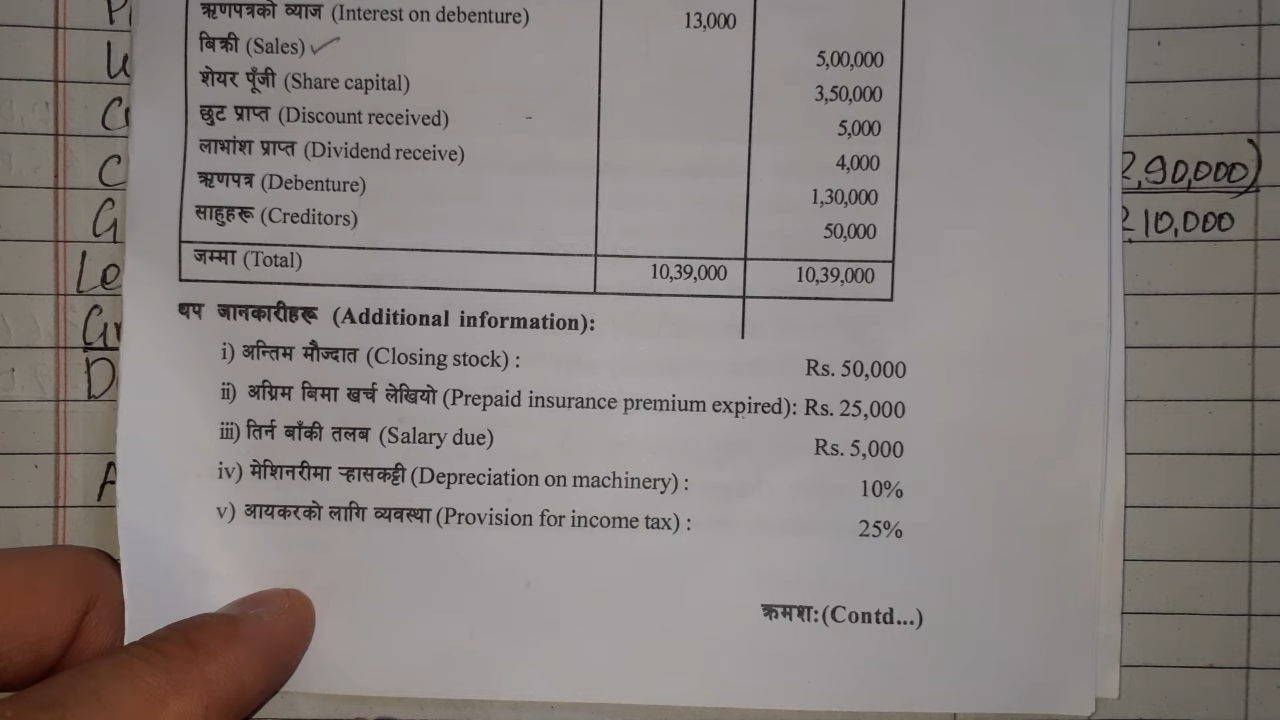 ऋणपत्रको व्याज (Interest on debenture) 13,000
बिक्री (Sales) 5,00,000
शेयर पूँजी (Share capital) 3,50,000
छुट प्राप्त (Discount received) 5,000
लाभांश प्राप्त (Dividend receive) 4,000
ऋणपत्र (Debenture) 1,30,000
साहुहरू (Creditors) 50,000
जम्मा (Total) 10,39,000 10,39,000
थप जानकारीहरू (Additional information):
i) अन्तिम मौज्दात (Closing stock) : Rs. 50,000
ii) अग्रिम बिमा खर्च लेखियो (Prepaid insurance premium expired): Rs. 25,000
iii) तिर्न बाँकी तलब (Salary due) Rs. 5,000
iv) मेशिनरीमा ऱ्हासकट्टी (Depreciation on machinery) : 10%
v) आयकरको लागि व्यवस्था (Provision for income tax) : 25%
क्रमशः(Contd...)
2,90,000)
2 10,000
Le